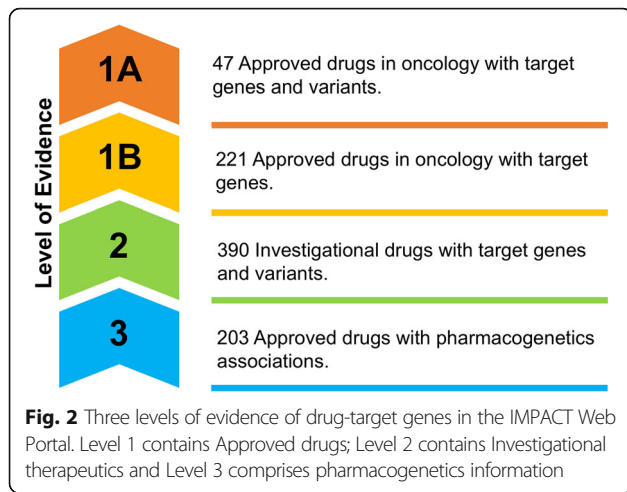 Level of Evidence
1A
47 Approved drugs in oncology with target
genes and variants.
1B
221 Approved drugs in oncology with target
genes.
2
390 Investigational drugs with target genes
and variants.
3
203 Approved drugs with pharmacogenetics
associations.
Fig. 2 Three levels of evidence of drug-target genes in the IMPACT Web
Portal. Level 1 contains Approved drugs; Level 2 contains Investigational
therapeutics and Level 3 comprises pharmacogenetics information